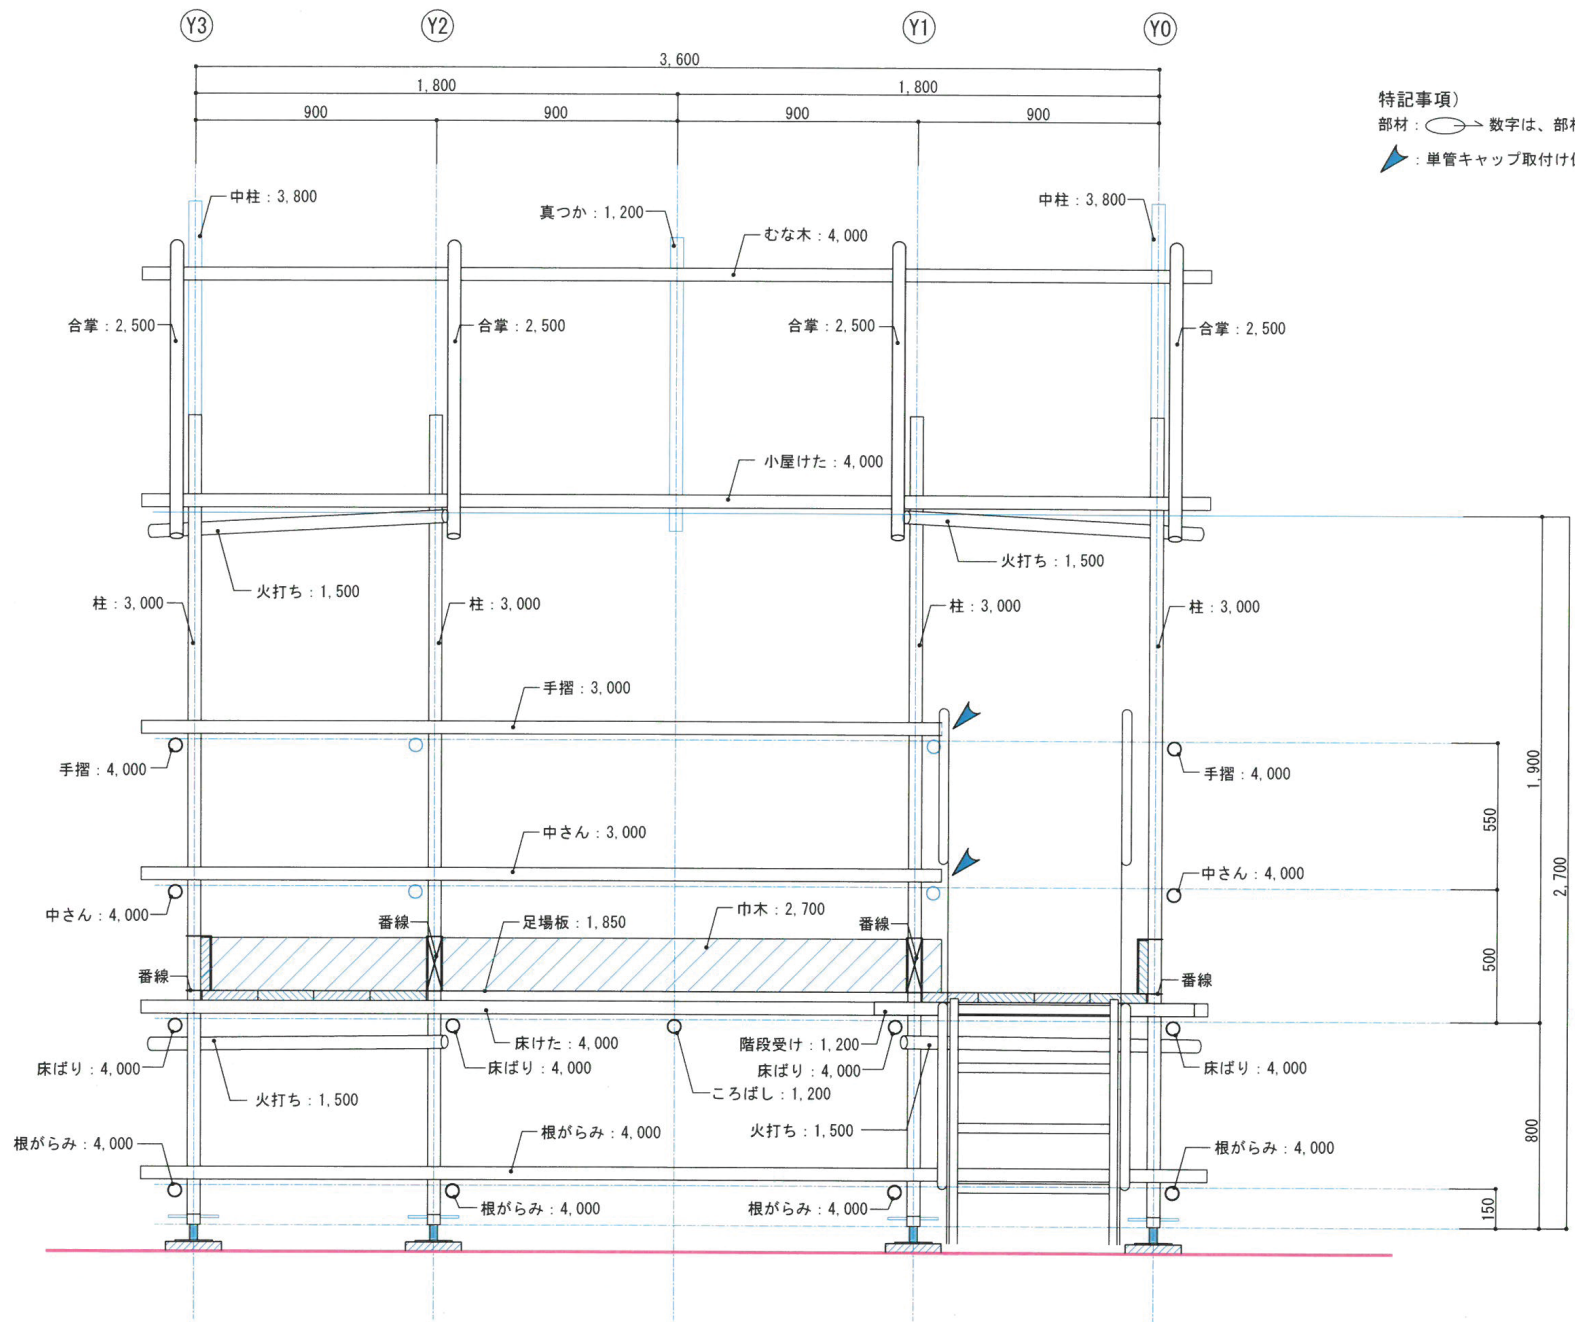 Y3
Y2
Y1
Y0
3,600
1,800
1,800
900
900
900
900
特記事項)
部材: 数字は、部材
:単管キャップ取付け
中柱:3,800
真つか:1,200
むな木:4,000
中柱:3,800
合掌:2,500
合掌:2,500
合掌:2,500
合掌:2,500
小屋けた:4,000
火打ち:1,500
火打ち:1,500
柱:3,000
柱:3,000
柱:3,000
柱:3,000
手摺:3,000
手摺:4,000
手摺:4,000
1,900
550
2,700
中さん:3,000
中さん:4,000
中さん:4,000
番線
足場板:1,850
巾木:2,700
番線
番線
番線
500
床ばり:4,000
床けた:4,000
床ばり:4,000
階段受け:1,200
床ばり:4,000
床ばり:4,000
ころばし:1,200
火打ち:1,500
火打ち:1,500
800
根がらみ:4,000
根がらみ:4,000
根がらみ:4,000
根がらみ:4,000
根がらみ:4,000
150